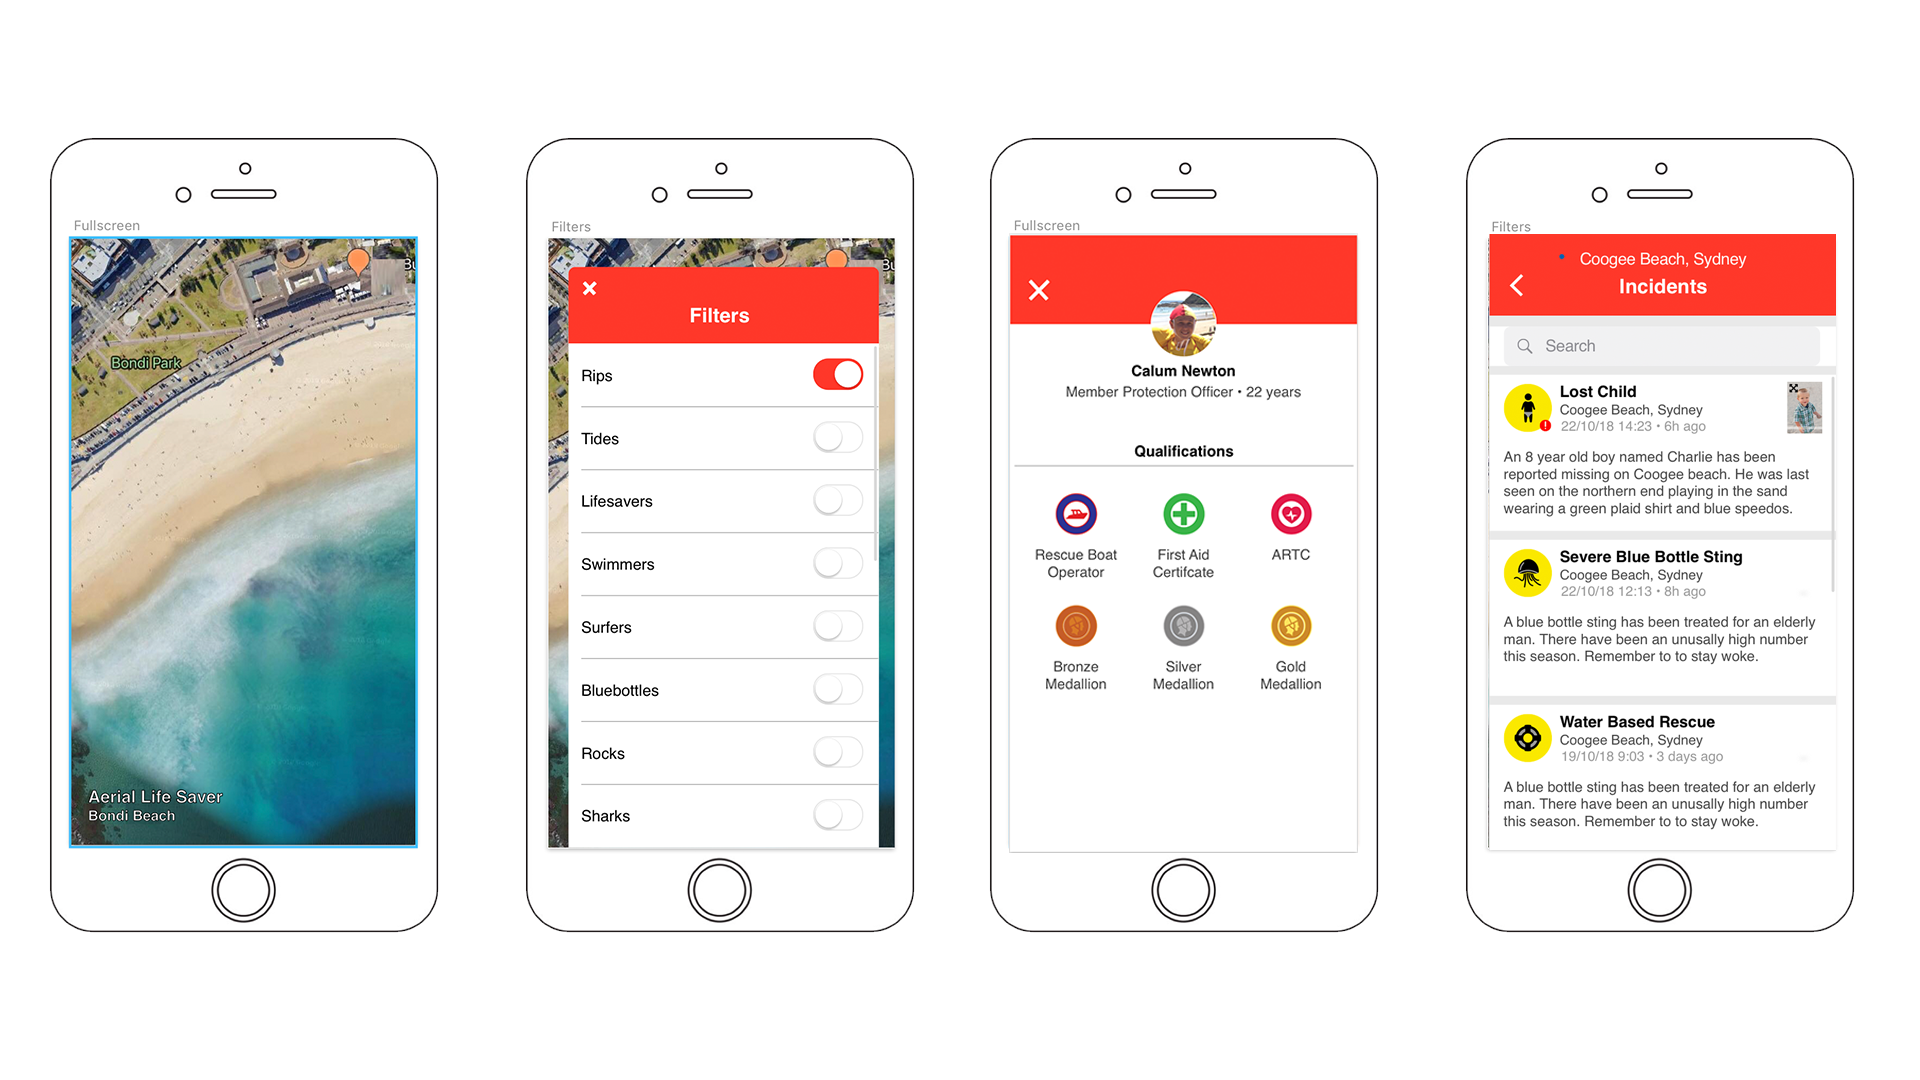 Fullscreen
Bondi Park
Aerial Life Saver
Bondi Beach
Filters
Filters
Rips
Tides
Lifesavers
Swimmers
Surfers
Bluebottles
Rocks
Sharks
Fullscreen
Calum Newton
Member Protection Officer • 22 years
Qualifications
Rescue Boat
Operator
First Aid
Certifcate
ARTC
Bronze
Medallion
Silver
Medallion
Gold
Medallion
Filters
Coogee Beach, Sydney
Incidents
Search
Lost Child
Coogee Beach, Sydney
22/10/18 14:23 • 6h ago
An 8 year old boy named Charlie has been
reported missing on Coogee beach. He was last
seen on the northern end playing in the sand
wearing a green plaid shirt and blue speedos.
Severe Blue Bottle Sting
Coogee Beach, Sydney
22/10/18 12:13 • 8h ago
A blue bottle sting has been treated for an elderly
man. There have been an unusally high number
this season. Remember to to stay woke.
Water Based Rescue
Coogee Beach, Sydney
19/10/18 9:03 • 3 days ago
A blue bottle sting has been treated for an elderly
man. There have been an unusally high number
this season. Remember to to stay woke.